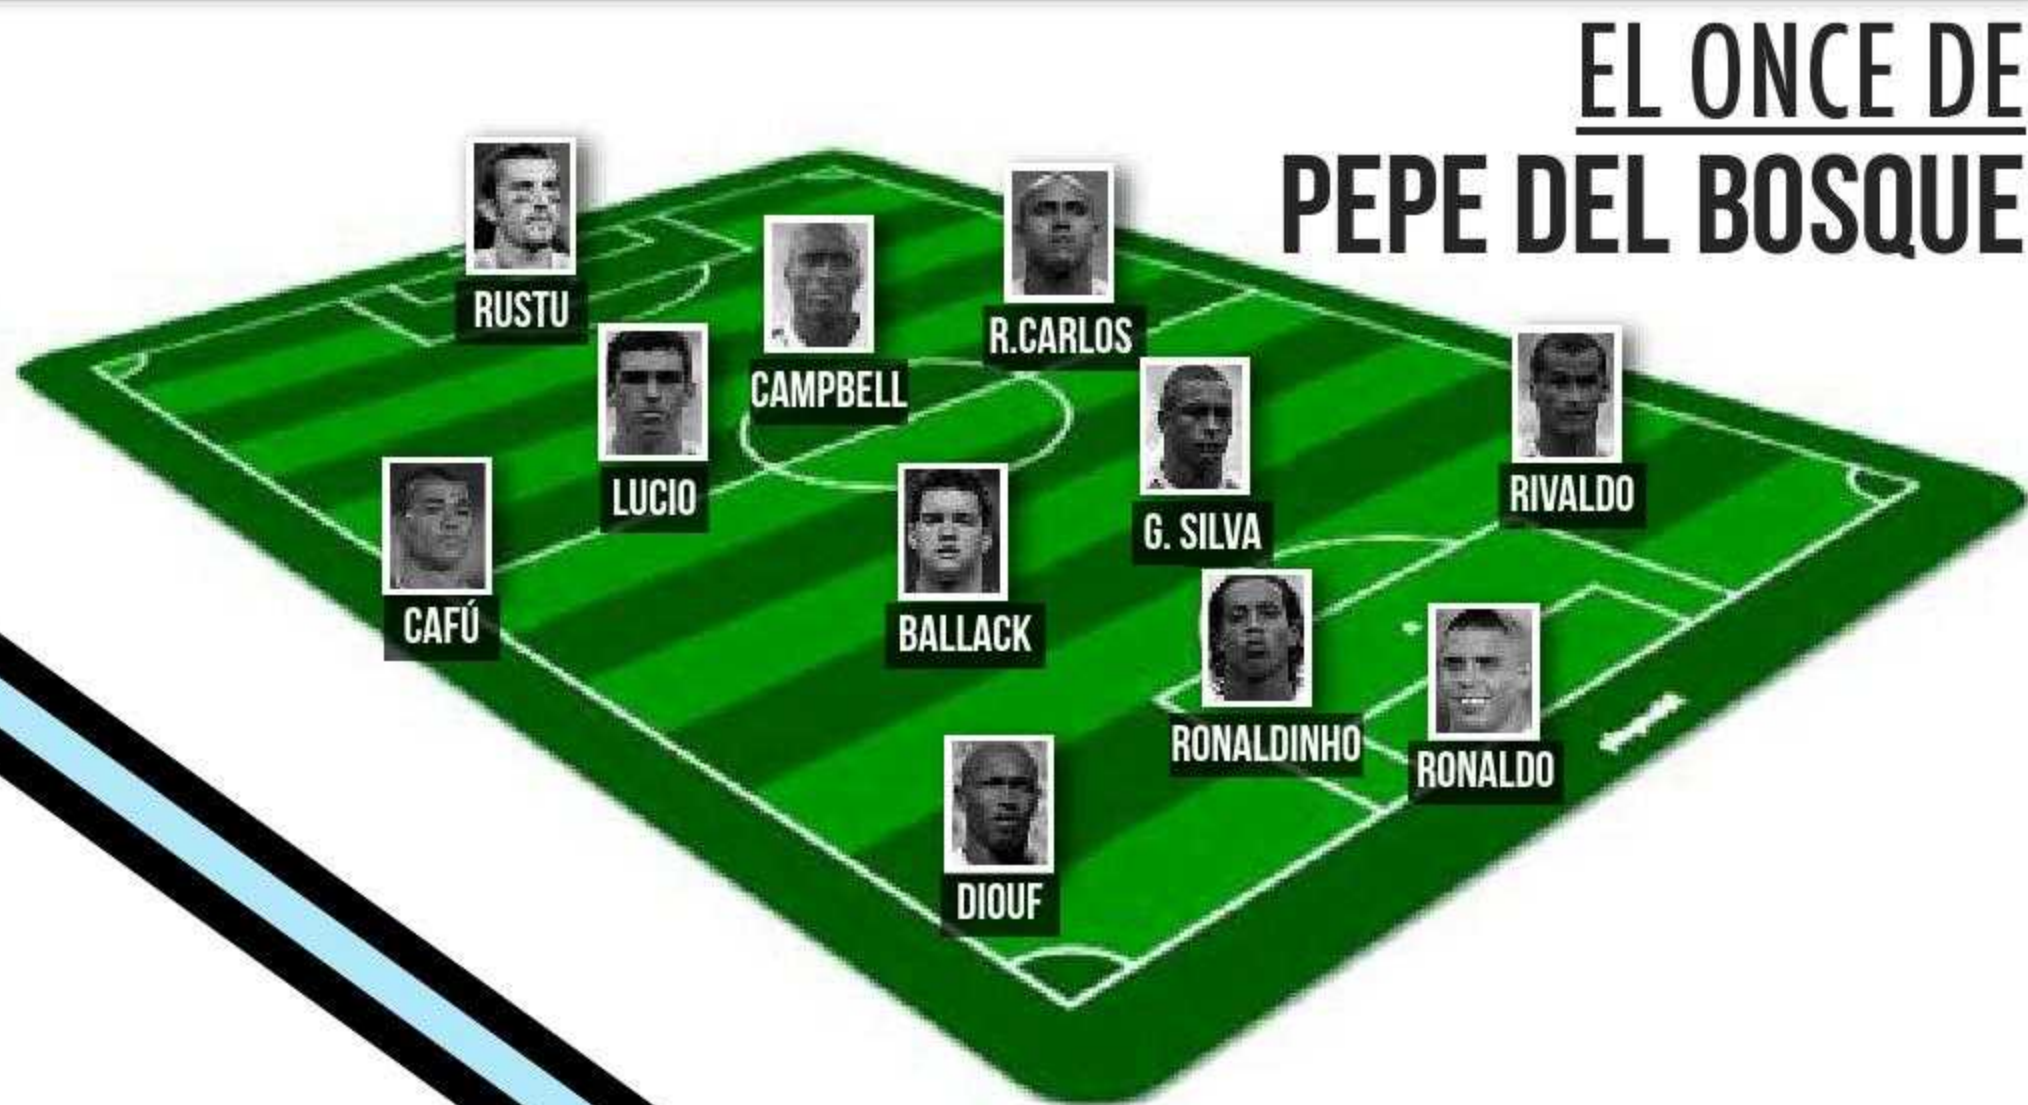 EL ONCE DE
PEPE DEL BOSQUE
RUSTU
R.CARLOS
CAMPBELL
LUCIO
RIVALDO
G. SILVA
CAFÚ
BALLACK
RONALDINHO
RONALDO
DIOUF